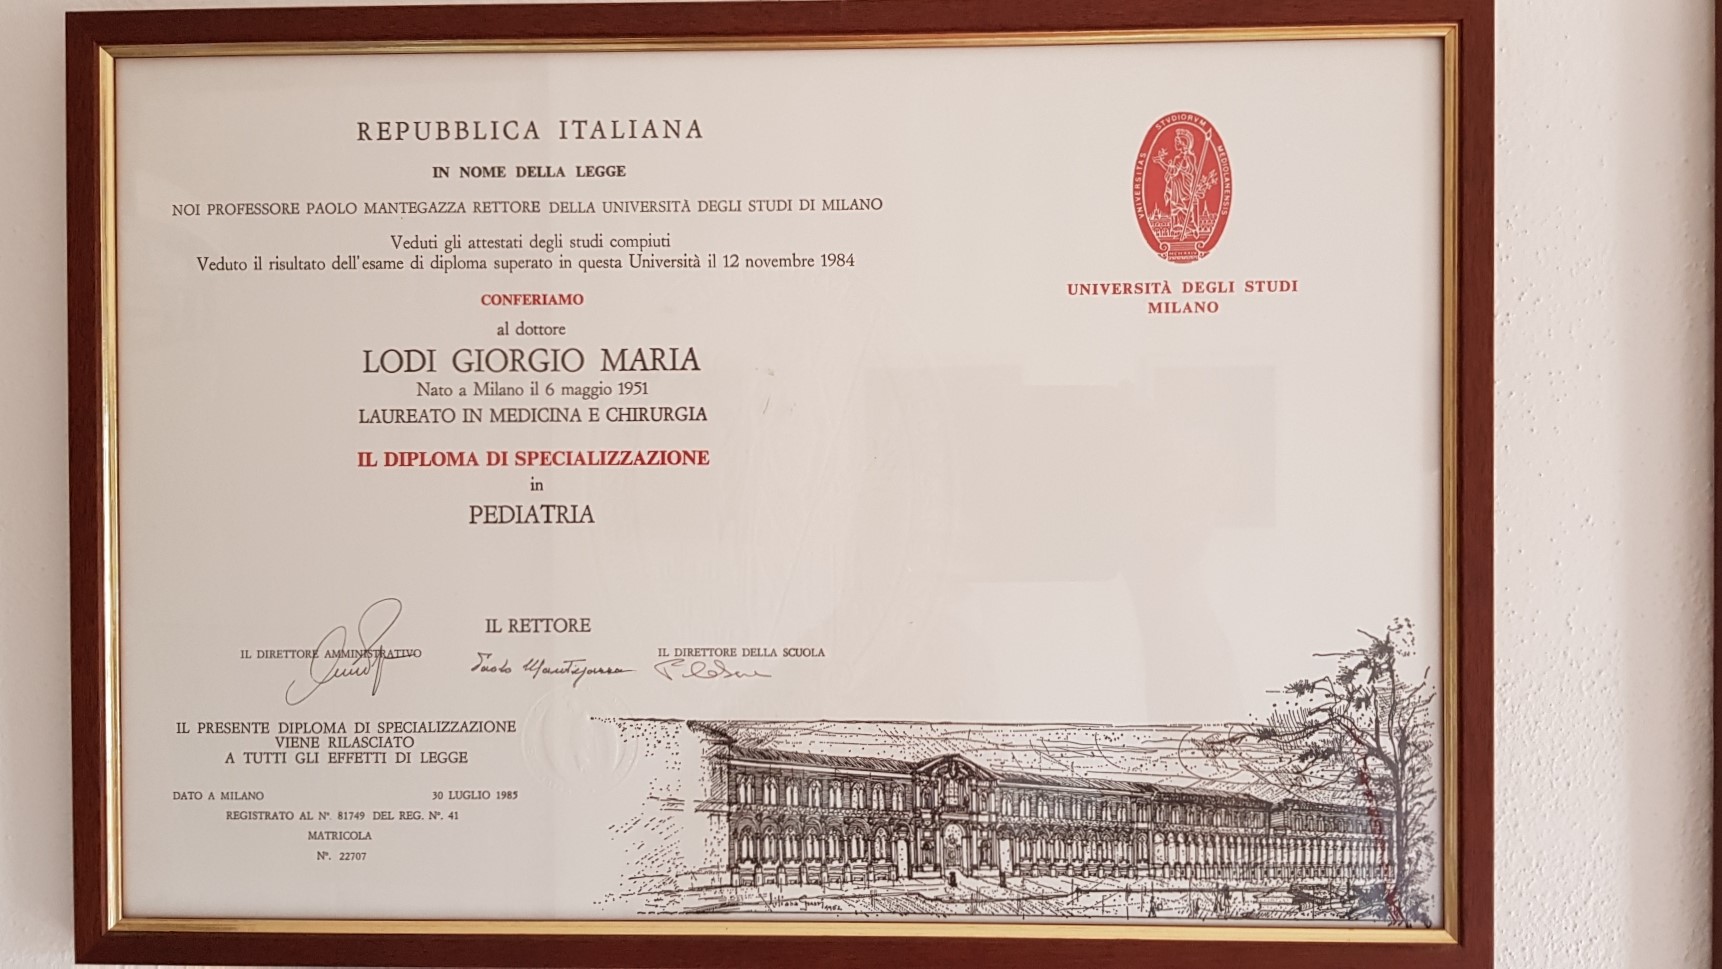 REPUBBLICA ITALIANA
IN NOME DELLA LEGGE
NOI PROFESSORE PAOLO MANTEGAZZA RETTORE DELLA UNIVERSITÀ DEGLI STUDI DI MILANO
Veduti gli attestati degli studi compiuti
Veduto il risultato dell'esame di diploma superato in questa Università il 12 novembre 1984
CONFERIAMO
al dottore
LODI GIORGIO MARIA
Nato a Milano il 6 maggio 1951
LAUREATO IN MEDICINA E CHIRURGIA
IL DIPLOMA DI SPECIALIZZAZIONE
in
PEDIATRIA
IL RETTORE
IL DIRETTORE AMMINISTRATIVO
Paolo Mantegazza
IL DIRETTORE DELLA SCUOLA
IL PRESENTE DIPLOMA DI SPECIALIZZAZIONE
VIENE RILASCIATO
A TUTTI GLI EFFETTI DI LEGGE
DATO A MILANO 30 LUGLIO 1985
REGISTRATO AL N°. 81749 DEL REG. N°. 41
MATRICOLA
N°. 22707
UNIVERSITAS STVDIORVM MEDIOLANENSIS
UNIVERSITÀ DEGLI STUDI
MILANO